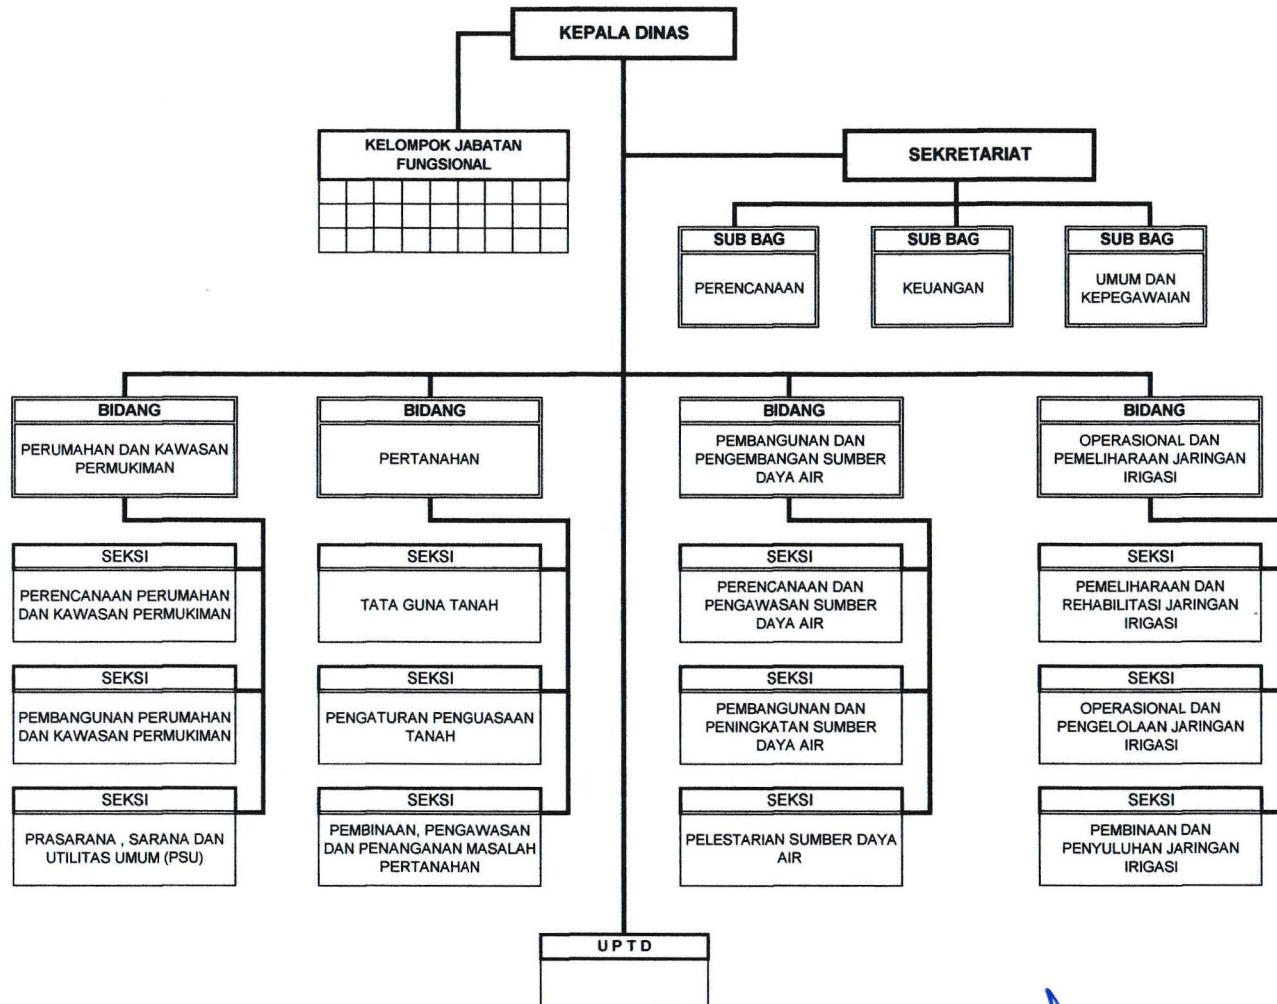 KEPALA DINAS
KELOMPOK JABATAN
FUNGSIONAL
SEKRETARIAT
SUB BAG
PERENCANAAN
SUB BAG
KEUANGAN
SUB BAG
UMUM DAN
KEPEGAWAIAN
BIDANG
PERUMAHAN DAN KAWASAN
PERMUKIMAN
BIDANG
PERTANAHAN
BIDANG
PEMBANGUNAN DAN
PENGEMBANGAN SUMBER
DAYA AIR
BIDANG
OPERASIONAL DAN
PEMELIHARAAN JARINGAN
IRIGASI
SEKSI
PERENCANAAN PERUMAHAN
DAN KAWASAN PERMUKIMAN
SEKSI
TATA GUNA TANAH
SEKSI
PERENCANAAN DAN
PENGAWASAN SUMBER
DAYA AIR
SEKSI
PEMELIHARAAN DAN
REHABILITASI JARINGAN
IRIGASI
SEKSI
PEMBANGUNAN PERUMAHAN
DAN KAWASAN PERMUKIMAN
SEKSI
PENGATURAN PENGUASAAN
TANAH
SEKSI
PEMBANGUNAN DAN
PENINGKATAN SUMBER
DAYA AIR
SEKSI
OPERASIONAL DAN
PENGELOLAAN JARINGAN
IRIGASI
SEKSI
PRASARANA , SARANA DAN
UTILITAS UMUM (PSU)
SEKSI
PEMBINAAN, PENGAWASAN
DAN PENANGANAN MASALAH
PERTANAHAN
SEKSI
PELESTARIAN SUMBER DAYA
AIR
SEKSI
PEMBINAAN DAN
PENYULUHAN JARINGAN
IRIGASI
U P T D